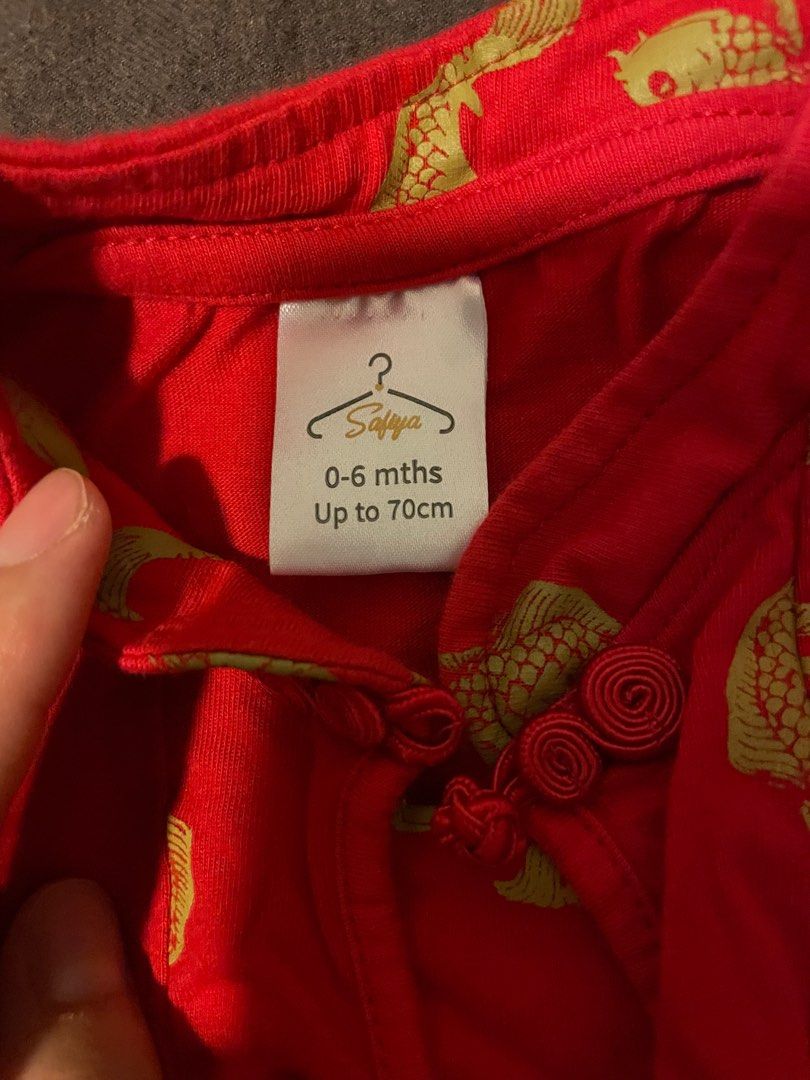 Safiya
0-6 mths
Up to 70cm